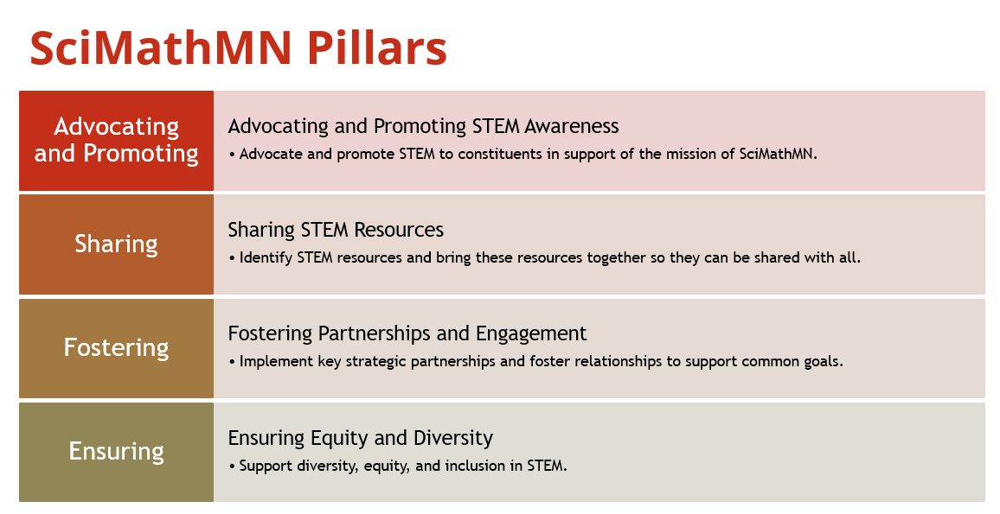 SciMathMN Pillars
Advocating
and Promoting
Advocating and Promoting STEM Awareness
• Advocate and promote STEM to constituents in support of the mission of SciMathMN.
Sharing
Sharing STEM Resources
• Identify STEM resources and bring these resources together so they can be shared with all.
Fostering
Fostering Partnerships and Engagement
• Implement key strategic partnerships and foster relationships to support common goals.
Ensuring
Ensuring Equity and Diversity
• Support diversity, equity, and inclusion in STEM.